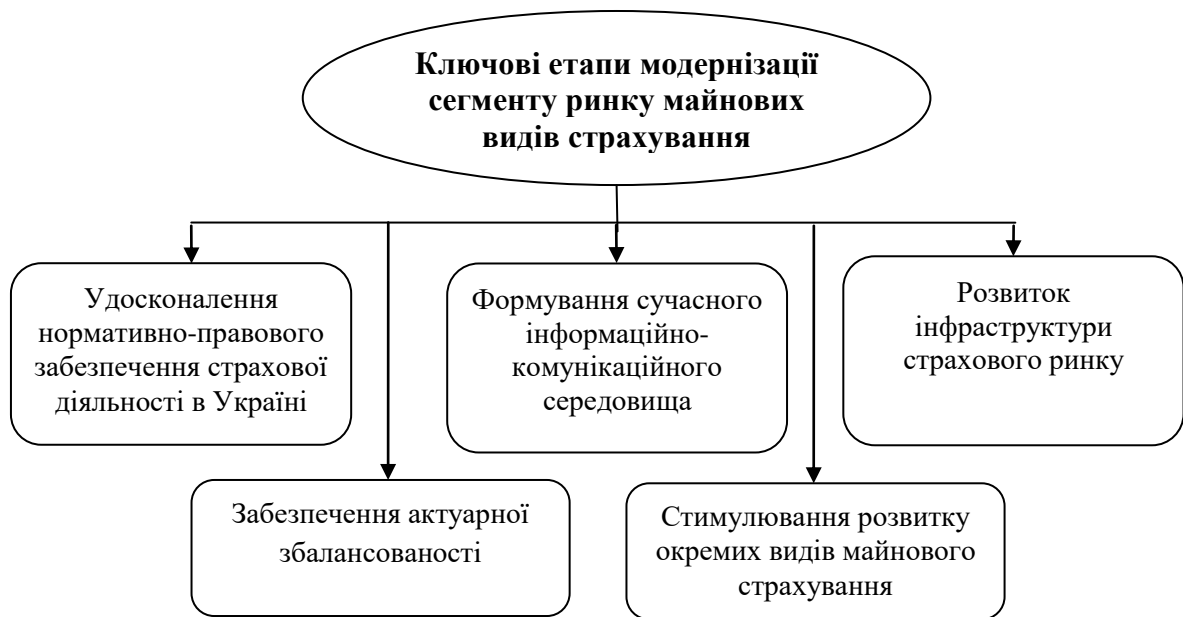 Ключові етапи модернізації
сегменту ринку майнових
видів страхування
Удосконалення
нормативно-правового
забезпечення страхової
діяльності в Україні
Формування сучасного
інформаційно-
комунікаційного
середовища
Розвиток
інфраструктури
страхового ринку
Забезпечення актуарної
збалансованості
Стимулювання розвитку
окремих видів майнового
страхування